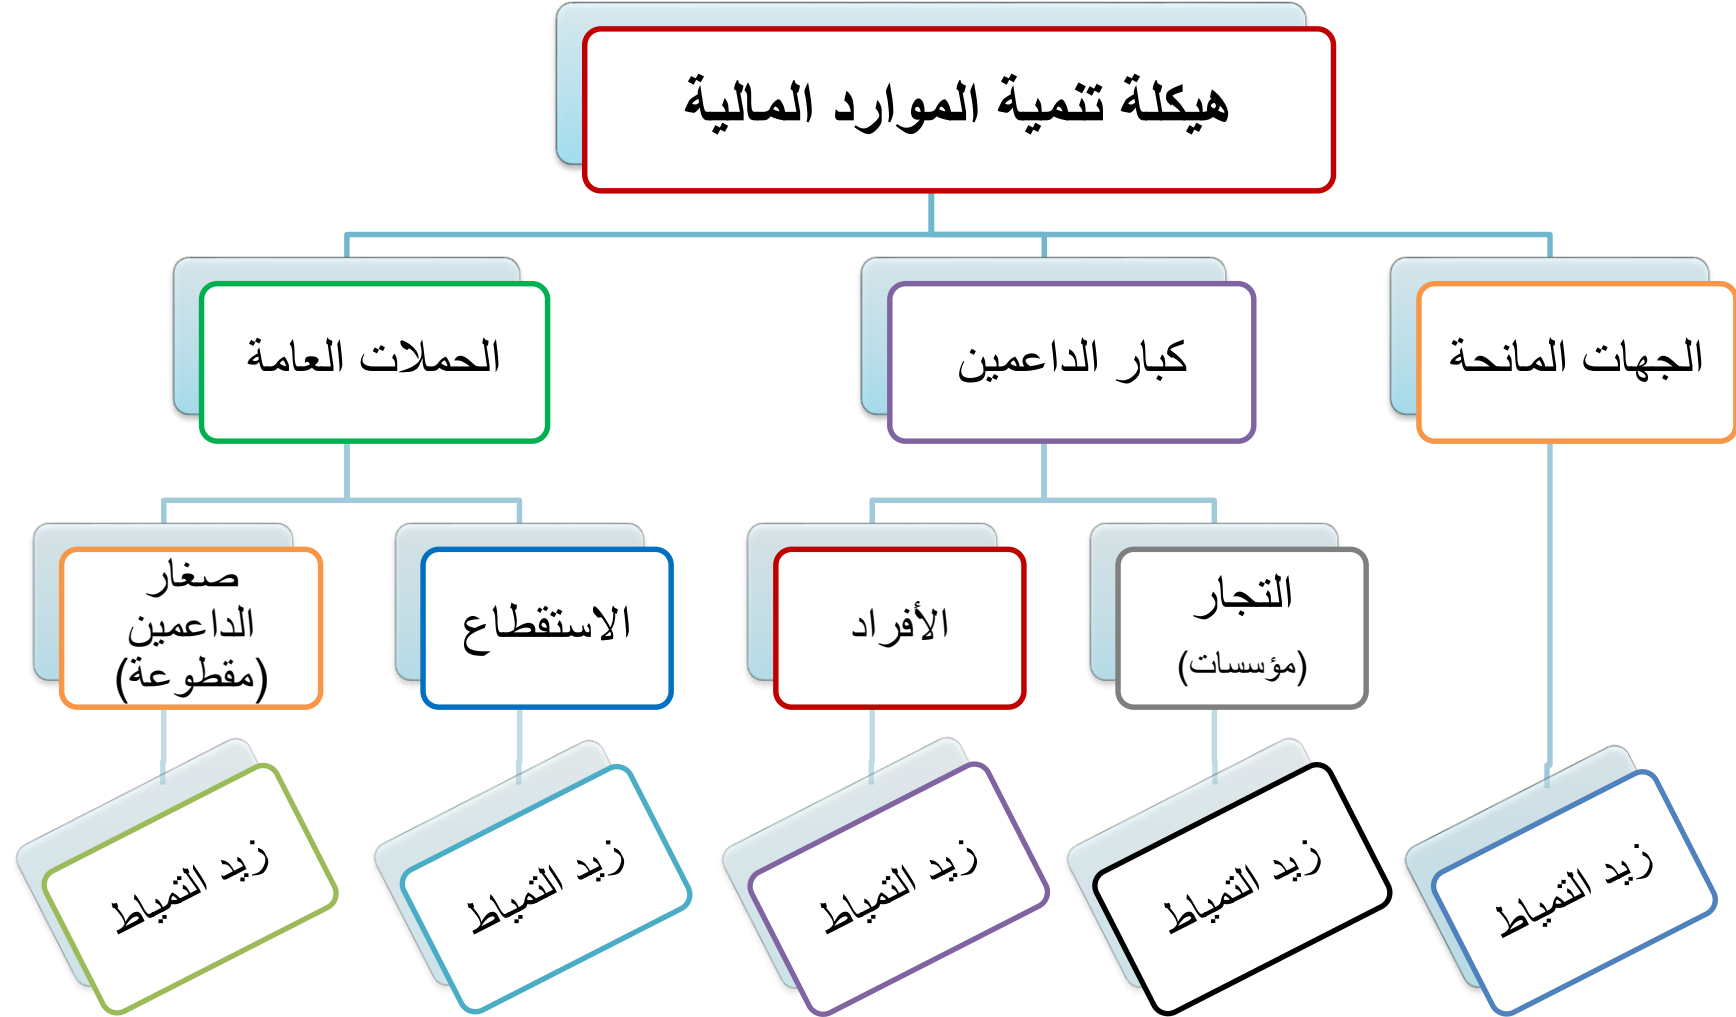 هيكلة تنمية الموارد المالية
الجهات المانحة
كبار الداعمين
الحملات العامة
التجار
(مؤسسات)
الأفراد
الاستقطاع
صغار
الداعمين
(مقطوعة)
زيد التمياط
زيد التمياط
زيد التمياط
زيد التمياط
زيد التمياط